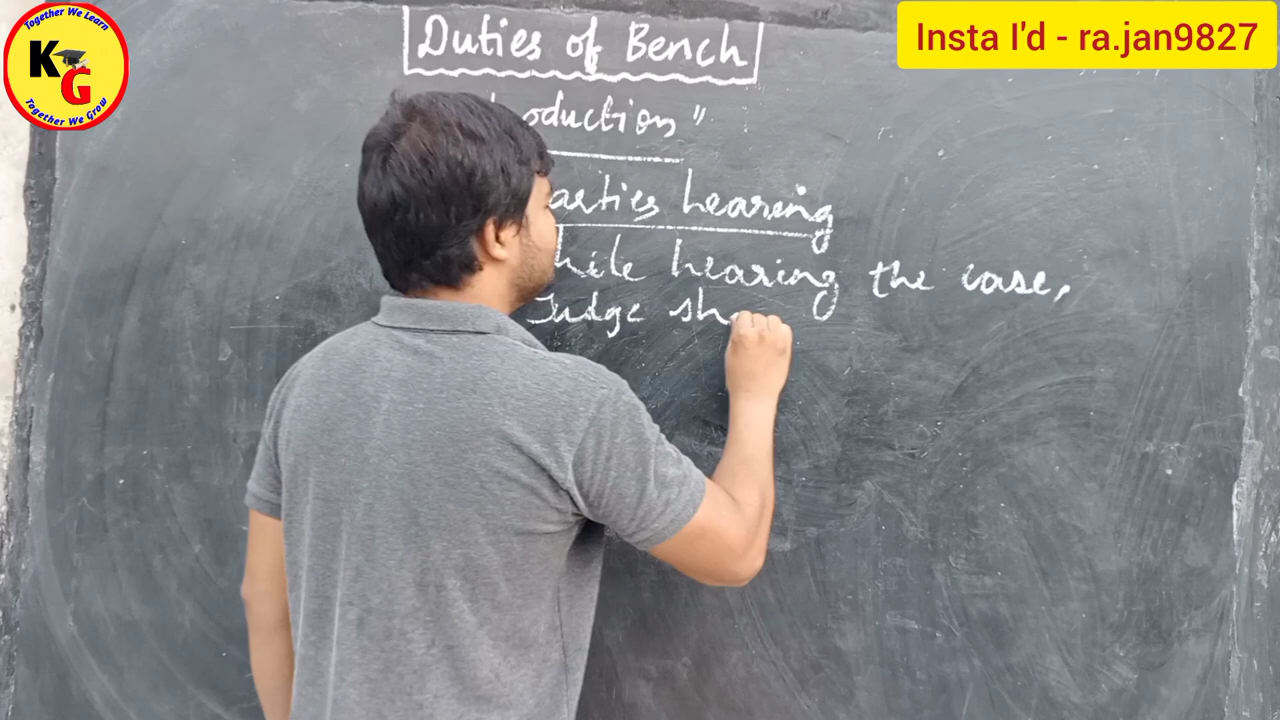 Together We Learn
KG
Together We Grow
Insta I'd - ra.jan9827
Duties of Bench
oduction"
arties hearing
hile hearing the case,
Judge sh